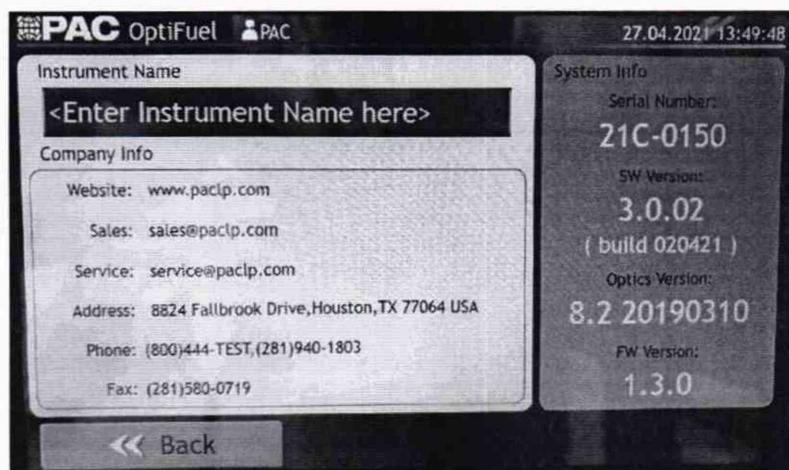 PAC OptiFuel PAC 27.04.2021 13:49:48
Instrument Name
<Enter Instrument Name here>
Company Info
Website: www.paclp.com
Sales: sales@paclp.com
Service: service@paclp.com
Address: 8824 Fallbrook Drive,Houston,TX 77064 USA
Phone: (800)444-TEST,(281)940-1803
Fax: (281)580-0719
System Info
Serial Number:
21C-0150
SW Version:
3.0.02
( build 020421 )
Optics Version:
8.2 20190310
FW Version:
1.3.0
Back